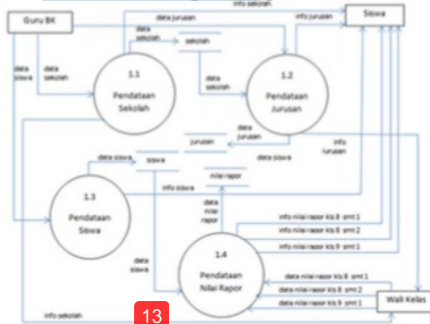 info sekolah
Guru BK
data jurusan
info jurusan
Siswa
data
sekolah
sekolah
data
siswa
data
sekolah
1.1
Pendataan
Sekolah
data
sekolah
1.2
Pendataan
Jurusan
data
jurusan
jurusan
info
jurusan
data siswa
siswa
data siswa
nilai rapor
info siswa
1.3
Pendataan
Siswa
data
nilai
rapor
info nilai rapor kls 8 smt 1
info nilai rapor kls 8 smt 2
info nilai rapor kls 9 smt 1
data
siswa
1.4
Pendataan
Nilai Rapor
data nilai rapor kls 8 smt 1
data nilai rapor kls 8 smt 2
data nilai rapor kls 9 smt 1
Wali Kelas
info sekolah
13